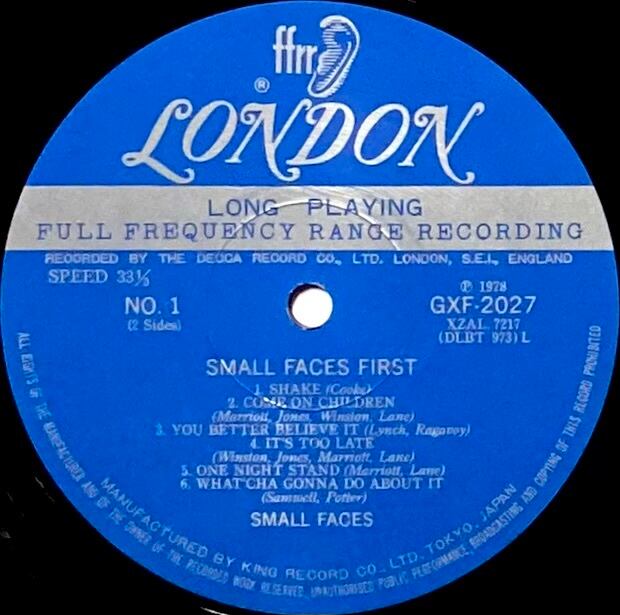 ffrr
®
LONDON
LONG PLAYING
FULL FREQUENCY RANGE RECORDING
RECORDED BY THE DECCA RECORD CO., LTD. LONDON, S.E.I., ENGLAND
SPEED 33⅓
NO. 1
(2 Sides)
℗ 1978
GXF-2027
XZAL 7217
(DLBT 973) L
SMALL FACES FIRST
1. SHAKE (Cooke)
2. COME ON CHILDREN
(Marriott, Jones, Winston, Lane)
3. YOU BETTER BELIEVE IT (Lynch, Ragavoy)
4. IT'S TOO LATE
(Winston, Jones, Marriott, Lane)
5. ONE NIGHT STAND (Marriott, Lane)
6. WHAT'CHA GONNA DO ABOUT IT
(Samwell, Potter)
SMALL FACES
MANUFACTURED BY KING RECORD CO., LTD. TOKYO, JAPAN
ALL RIGHTS OF THE MANUFACTURER AND OF THE OWNER OF THE RECORDED WORK RESERVED. UNAUTHORISED PUBLIC PERFORMANCE, BROADCASTING AND COPYING OF THIS RECORD PROHIBITED